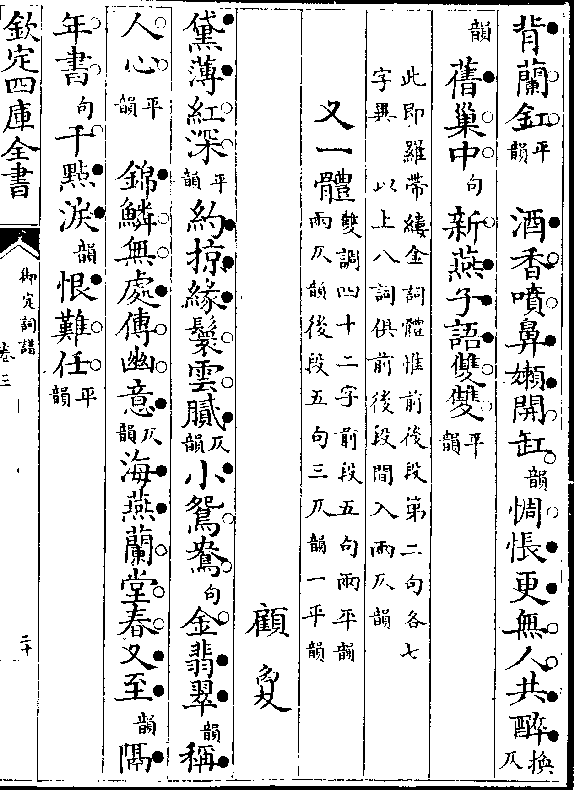 背蘭釭平韻 酒香噴鼻嬾開缸韻惆悵更無人共醉換仄
韻舊巢中句新燕子語雙雙平韻
此即羅帶縷金詞體惟前後段第二句各七
字異 以上八詞俱前後段間入兩仄韻
又一體雙調四十二字前段五句兩平韻
兩仄韻後段五句三仄韻一平韻
顧夐
黛薄紅深平韻約掠緣鬟雲膩仄韻小鴛鴦句金翡翠韻稱
人心平韻 錦鱗無處傳幽意仄韻海燕蘭堂春又至韻隔
年書句千點淚韻恨難任平韻
欽定四庫全書
御定詞譜
卷三
二十